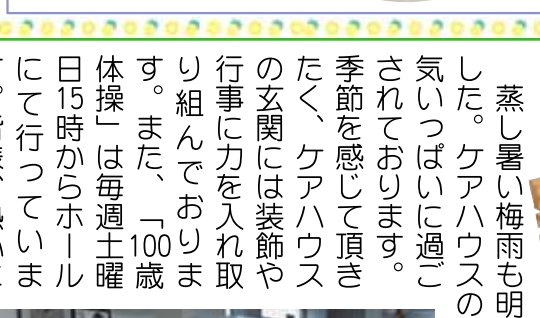 蒸し暑い梅雨も明
した。ケアハウスの
気いっぱいに過ご
されております。
季節を感じて頂き
たく、ケアハウス
の玄関には装飾や
行事に力を入れ取
り組んでおりま
す。また、「100歳
体操」は毎週土曜
日15時からホール
にて行っていま